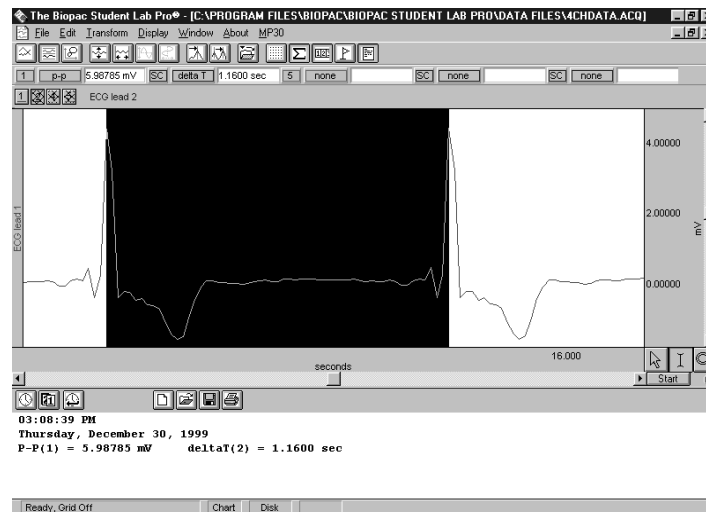 The Biopac Student Lab Pro® - [C:\PROGRAM FILES\BIOPAC\BIOPAC STUDENT LAB PRO\DATA FILES\4CHDATA.ACQ]
File Edit Transform Display Window About MP30
1 p-p 5.98785 mV SC delta T 1.1600 sec 5 none SC none SC none
1 ECG lead 2
4.00000
2.00000
0.00000
mV
ECG lead 1
16.000
seconds
Start
03:08:39 PM
Thursday, December 30, 1999
P-P(1) = 5.98785 mV deltaT(2) = 1.1600 sec
Ready, Grid Off Chart Disk